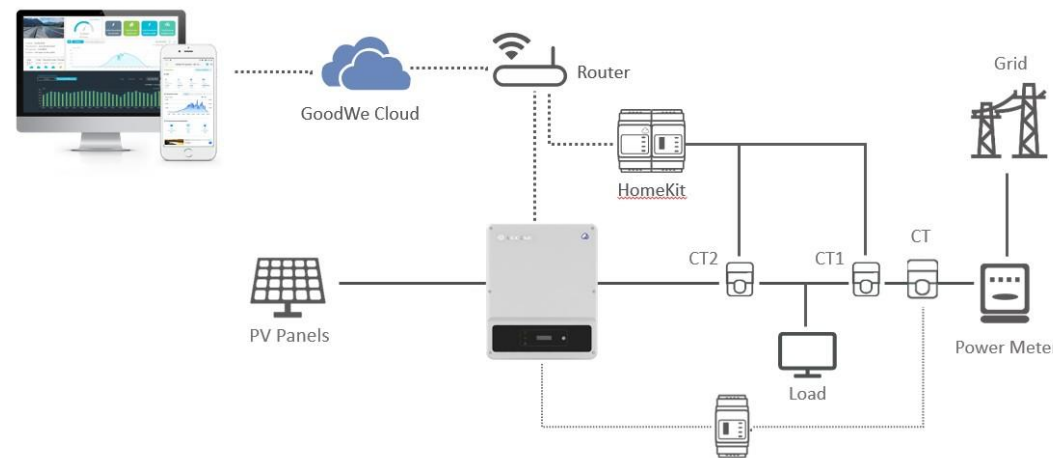 Router
Grid
GoodWe Cloud
HomeKit
CT2
CT1
CT
PV Panels
Power Meter
Load